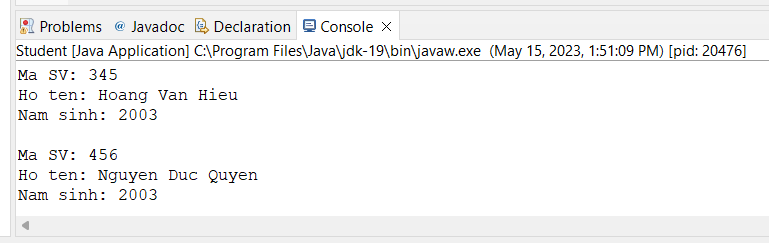 Problems @ Javadoc Declaration Console
Student [Java Application] C:\Program Files\Java\jdk-19\bin\javaw.exe (May 15, 2023, 1:51:09 PM) [pid: 20476]
Ma SV: 345
Ho ten: Hoang Van Hieu
Nam sinh: 2003
Ma SV: 456
Ho ten: Nguyen Duc Quyen
Nam sinh: 2003